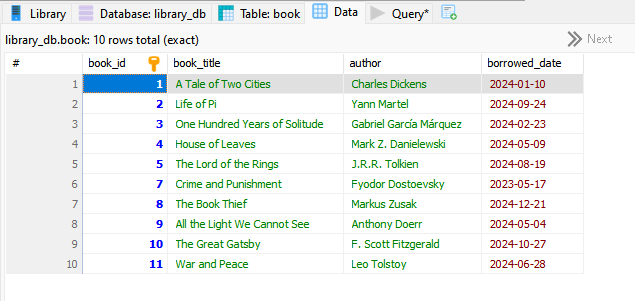 Library Database: library_db Table: book Data Query*
library_db.book: 10 rows total (exact) Next
# book_id book_title author borrowed_date
1 1 A Tale of Two Cities Charles Dickens 2024-01-10
2 2 Life of Pi Yann Martel 2024-09-24
3 3 One Hundred Years of Solitude Gabriel García Márquez 2024-02-23
4 4 House of Leaves Mark Z. Danielewski 2024-05-09
5 5 The Lord of the Rings J.R.R. Tolkien 2024-08-19
6 7 Crime and Punishment Fyodor Dostoevsky 2023-05-17
7 8 The Book Thief Markus Zusak 2024-12-21
8 9 All the Light We Cannot See Anthony Doerr 2024-05-04
9 10 The Great Gatsby F. Scott Fitzgerald 2024-10-27
10 11 War and Peace Leo Tolstoy 2024-06-28